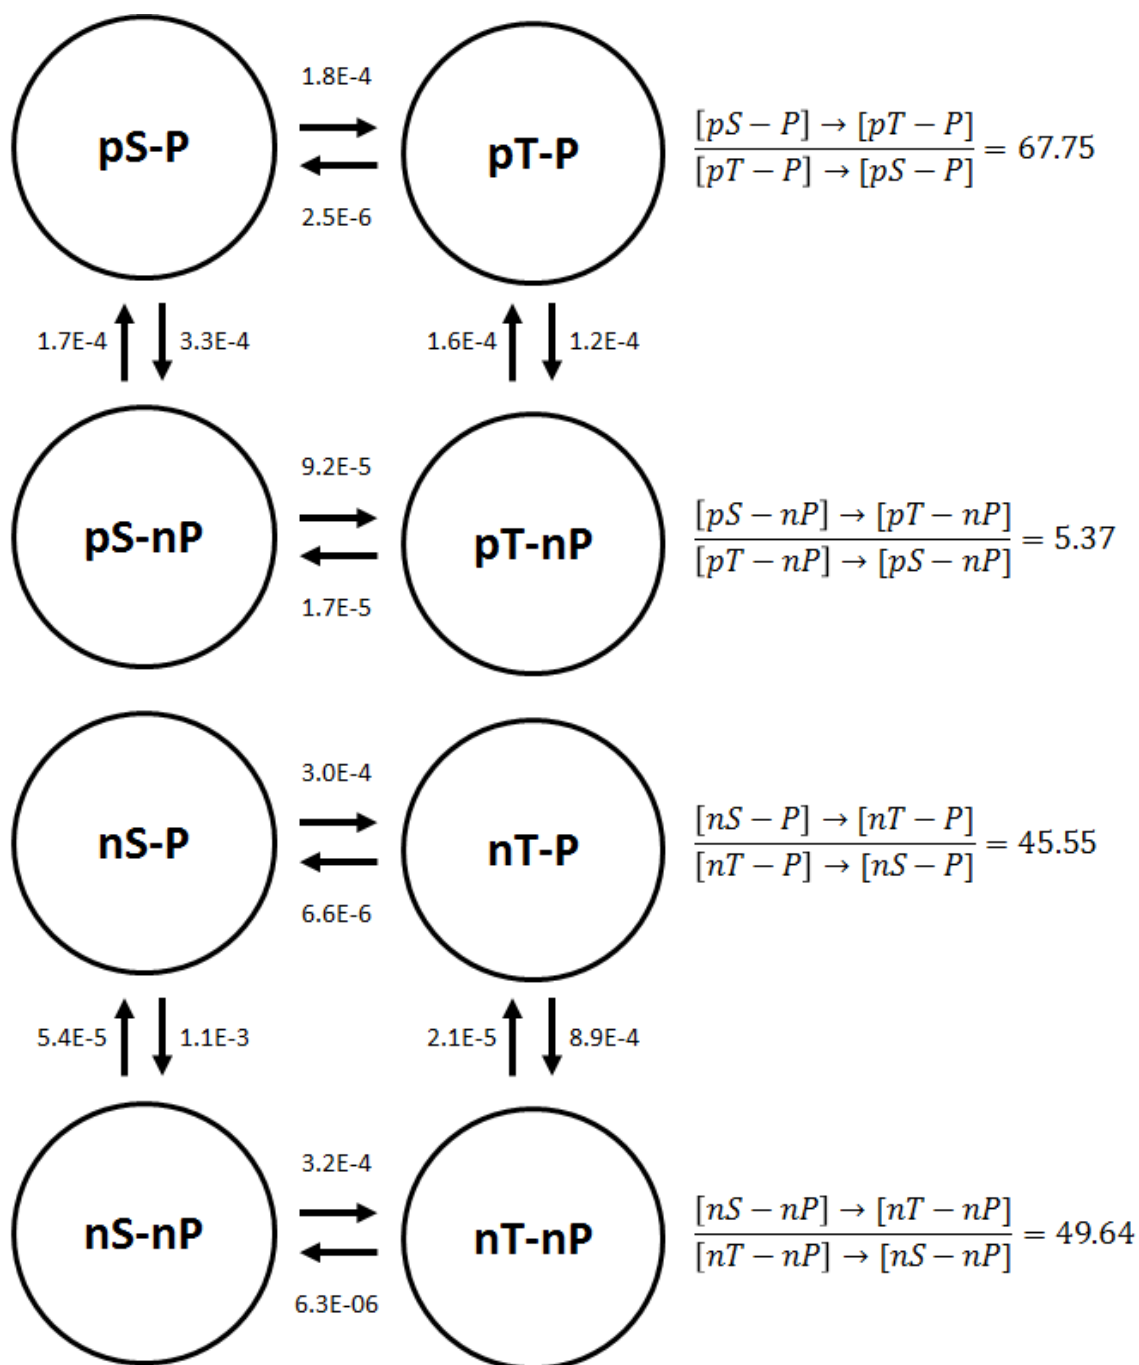 1.8E-4
pS-P
pT-P
2.5E-6
[pS − P] → [pT − P]
[pT − P] → [pS − P]
= 67.75
1.7E-4
3.3E-4
1.6E-4
1.2E-4
9.2E-5
pS-nP
pT-nP
1.7E-5
[pS − nP] → [pT − nP]
[pT − nP] → [pS − nP]
= 5.37
3.0E-4
nS-P
nT-P
6.6E-6
[nS − P] → [nT − P]
[nT − P] → [nS − P]
= 45.55
5.4E-5
1.1E-3
2.1E-5
8.9E-4
3.2E-4
nS-nP
nT-nP
6.3E-06
[nS − nP] → [nT − nP]
[nT − nP] → [nS − nP]
= 49.64